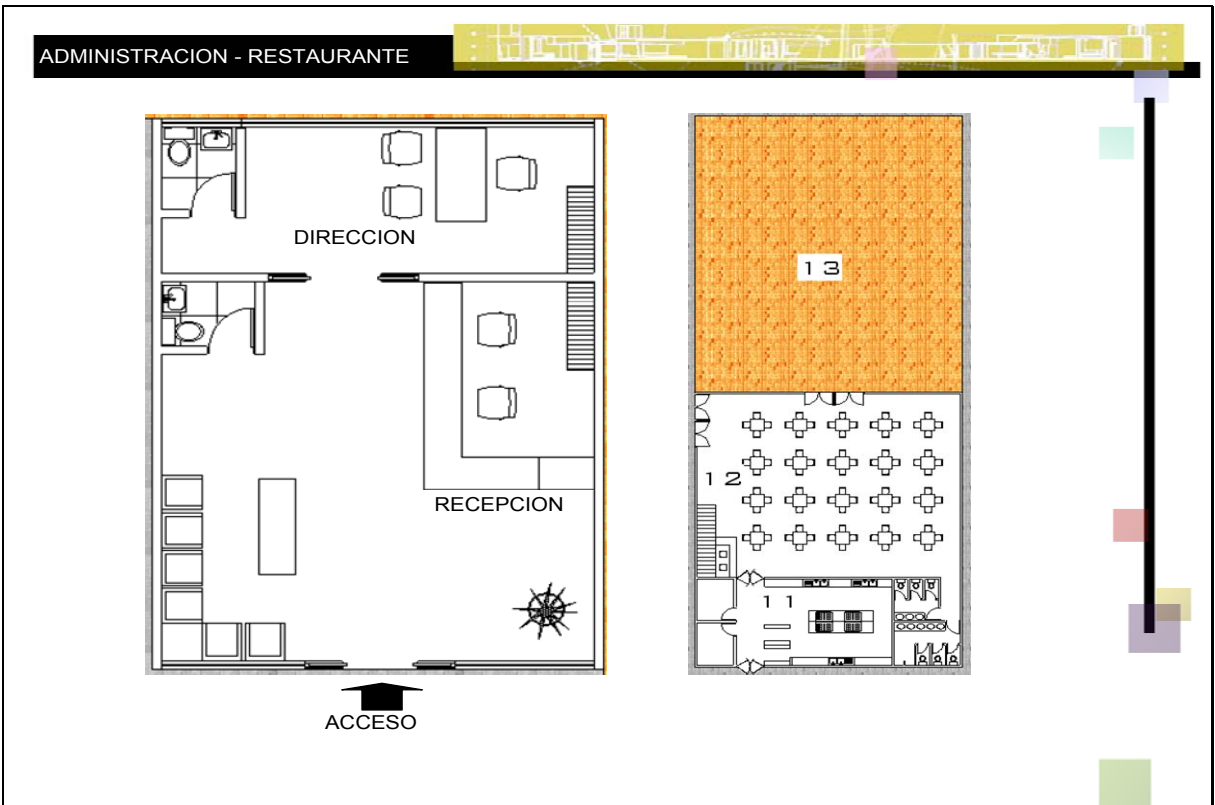 ADMINISTRACION - RESTAURANTE
DIRECCION
RECEPCION
ACCESO
13
12
11